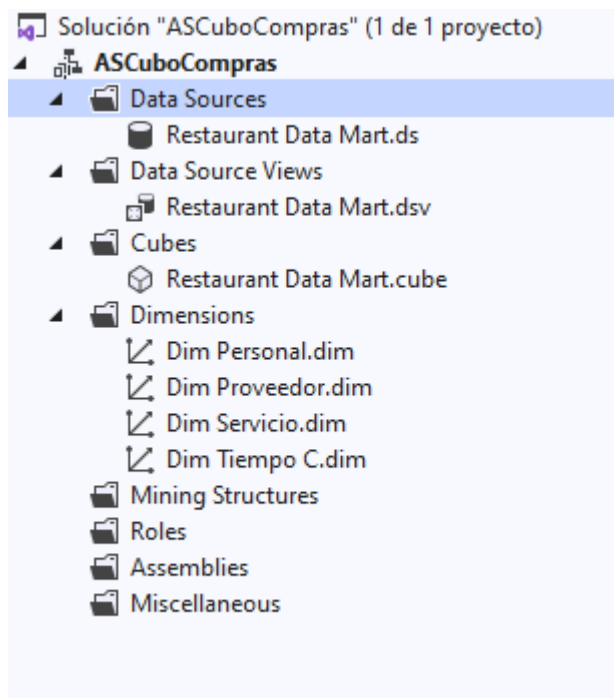 Solución "ASCuboCompras" (1 de 1 proyecto)
ASCuboCompras
Data Sources
Restaurant Data Mart.ds
Data Source Views
Restaurant Data Mart.dsv
Cubes
Restaurant Data Mart.cube
Dimensions
Dim Personal.dim
Dim Proveedor.dim
Dim Servicio.dim
Dim Tiempo C.dim
Mining Structures
Roles
Assemblies
Miscellaneous